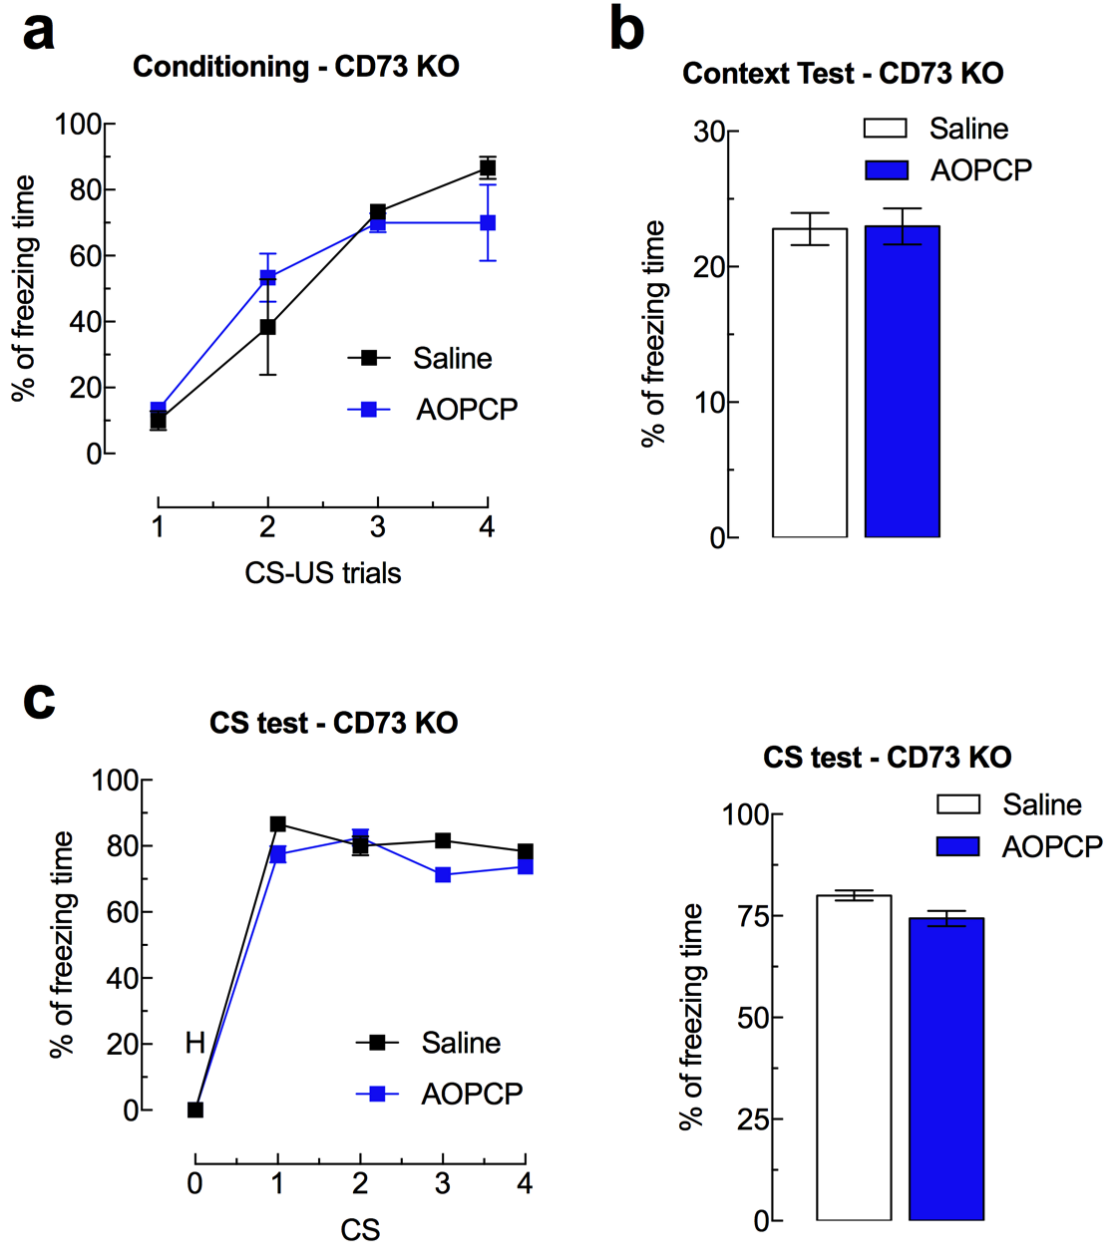 a
Conditioning - CD73 KO
% of freezing time
100
80
60
40
20
0
Saline
AOPCP
1 2 3 4
CS-US trials
b
Context Test - CD73 KO
Saline
AOPCP
% of freezing time
30
20
10
0
c
CS test - CD73 KO
% of freezing time
100
80
60
40
20
0
H
Saline
AOPCP
0 1 2 3 4
CS
CS test - CD73 KO
Saline
AOPCP
% of freezing time
100
75
50
25
0